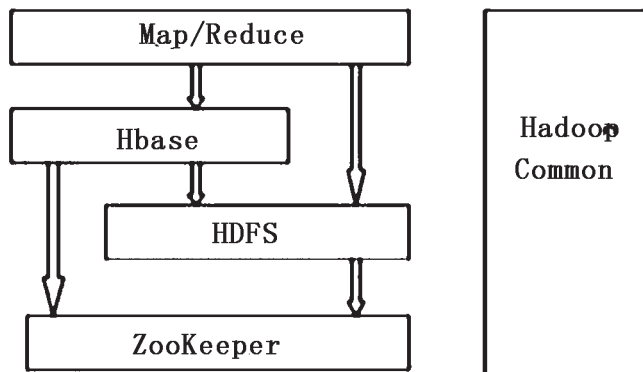 Map/Reduce
Hbase
HDFS
ZooKeeper
Hadoop
Common